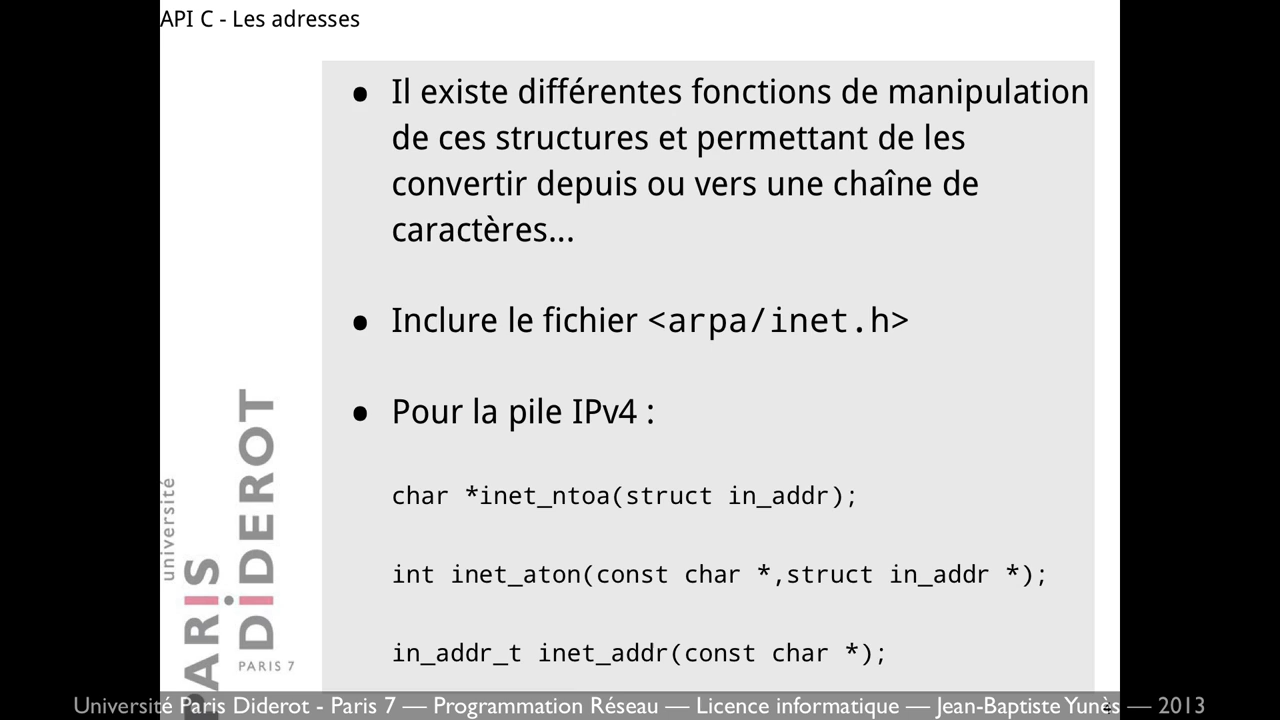 API C - Les adresses
• Il existe différentes fonctions de manipulation
de ces structures et permettant de les
convertir depuis ou vers une chaîne de
caractères...
• Inclure le fichier <arpa/inet.h>
• Pour la pile IPv4 :
char *inet_ntoa(struct in_addr);
int inet_aton(const char *,struct in_addr *);
in_addr_t inet_addr(const char *);
université
PARIS
DiDEROT
PARIS 7
Université Paris Diderot - Paris 7 — Programmation Réseau — Licence informatique — Jean-Baptiste Yunès — 2013